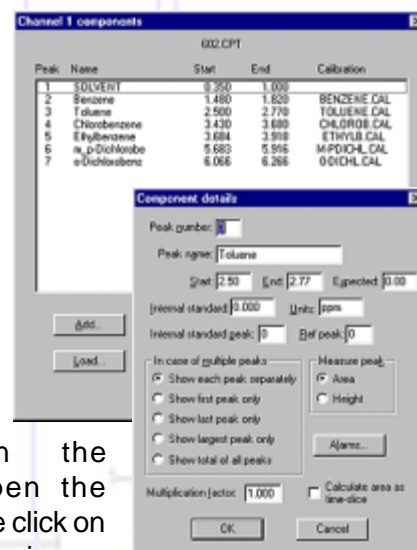 Channel 1 components
602.CPT
Peak Name Start End Calibration
1 SOLVENT 0.350 1.000
2 Benzene 1.480 1.820 BENZENE.CAL
3 Toluene 2.500 2.770 TOLUENE.CAL
4 Chlorobenzene 3.430 3.600 CHLOROB.CAL
5 Ethylbenzene 3.684 3.918 ETHYLB.CAL
6 m,p-Dichlorobe 5.683 5.916 M-PDICHL.CAL
7 o-Dichlorobenz 6.066 6.266 O-DICHL.CAL
Add...
Load...
Component details
Peak number:
Peak name: Toluene
Start: 2.50 End: 2.77 Expected: 0.00
Internal standard: 0.000 Units: ppm
Internal standard peak: 0 Ref peak: 0
In case of multiple peaks
Show each peak separately
Show first peak only
Show last peak only
Show largest peak only
Show total of all peaks
Measure peak
Area
Height
Alarms...
Multiplication factor: 1.000
Calculate area as
time-slice
OK Cancel
the
the
e click on